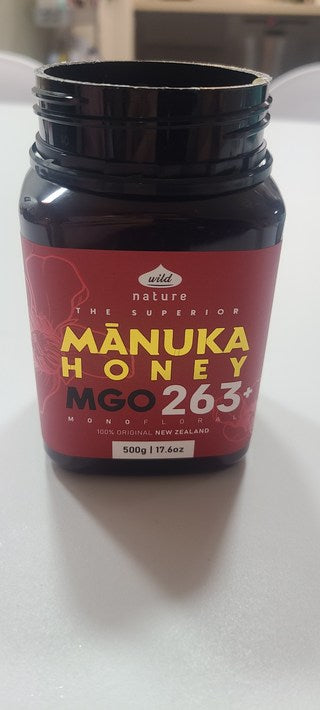 wild
nature
THE SUPERIOR
MĀNUKA
HONEY
MGO 263+
MONOFLORAL
100% ORIGINAL NEW ZEALAND
500g | 17.6oz